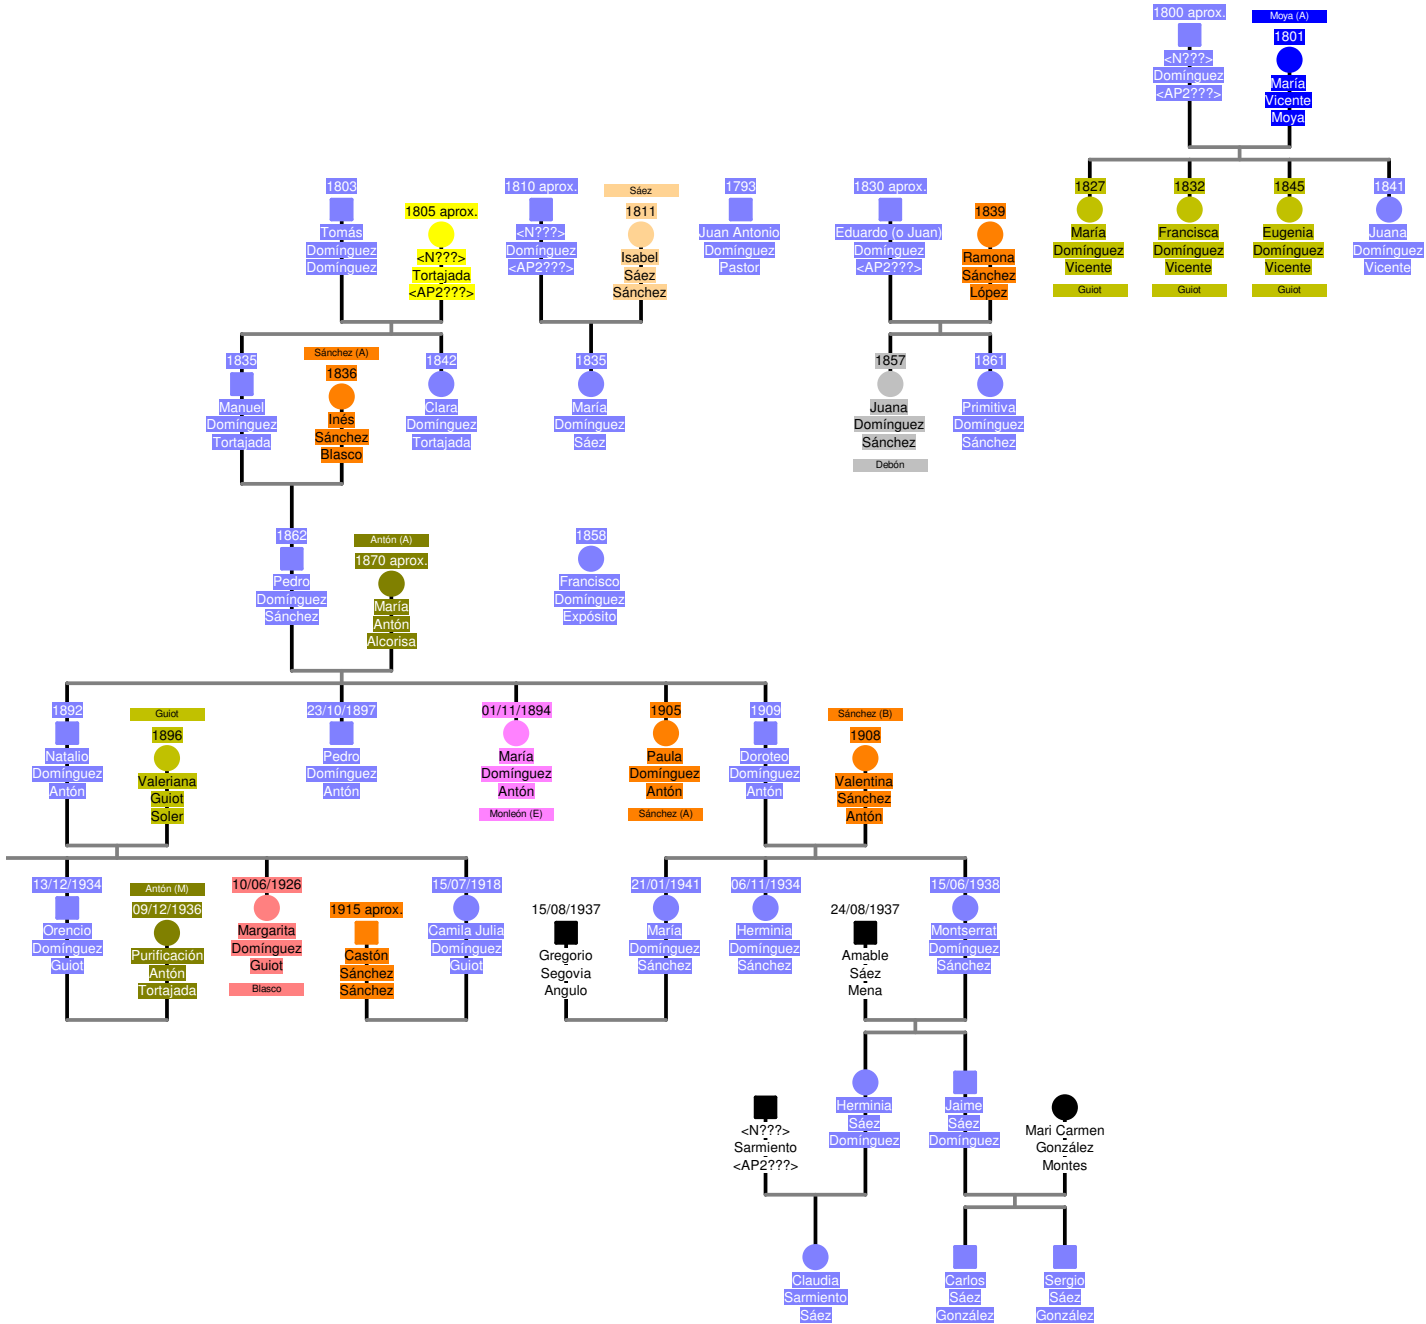 1800 aprox.
<N???>
Domínguez
<AP2???>
Moya (A)
1801
María
Vicente
Moya
1803
Tomás
Domínguez
Domínguez
1805 aprox.
<N???>
Tortajada
<AP2???>
1810 aprox.
<N???>
Domínguez
<AP2???>
Sáez
1811
Isabel
Sáez
Sánchez
1793
Juan Antonio
Domínguez
Pastor
1830 aprox.
Eduardo (o Juan)
Domínguez
<AP2???>
1839
Ramona
Sánchez
López
1827
María
Domínguez
Vicente
Guiot
1832
Francisca
Domínguez
Vicente
Guiot
1845
Eugenia
Domínguez
Vicente
Guiot
1841
Juana
Domínguez
Vicente
1835
Manuel
Domínguez
Tortajada
Sánchez (A)
1836
Inés
Sánchez
Blasco
1842
Clara
Domínguez
Tortajada
1835
María
Domínguez
Sáez
1857
Juana
Domínguez
Sánchez
Debón
1861
Primitiva
Domínguez
Sánchez
1862
Pedro
Domínguez
Sánchez
Antón (A)
1870 aprox.
María
Antón
Alcorisa
1858
Francisco
Domínguez
Expósito
1892
Natalio
Domínguez
Antón
Guiot
1896
Valeriana
Guiot
Soler
23/10/1897
Pedro
Domínguez
Antón
01/11/1894
María
Domínguez
Antón
Monleón (E)
1905
Paula
Domínguez
Antón
Sánchez (A)
1909
Doroteo
Domínguez
Antón
Sánchez (B)
1908
Valentina
Sánchez
Antón
13/12/1934
Orencio
Domínguez
Guiot
Antón (M)
09/12/1936
Purificación
Antón
Tortajada
10/06/1926
Margarita
Domínguez
Guiot
Blasco
1915 aprox.
Castón
Sánchez
Sánchez
15/07/1918
Camila Julia
Domínguez
Guiot
15/08/1937
Gregorio
Segovia
Angulo
21/01/1941
María
Domínguez
Sánchez
06/11/1934
Herminia
Domínguez
Sánchez
24/08/1937
Amable
Sáez
Mena
15/06/1938
Montserrat
Domínguez
Sánchez
<N???>
Sarmiento
<AP2???>
Herminia
Sáez
Domínguez
Jaime
Sáez
Domínguez
Mari Carmen
González
Montes
Claudia
Sarmiento
Sáez
Carlos
Sáez
González
Sergio
Sáez
González